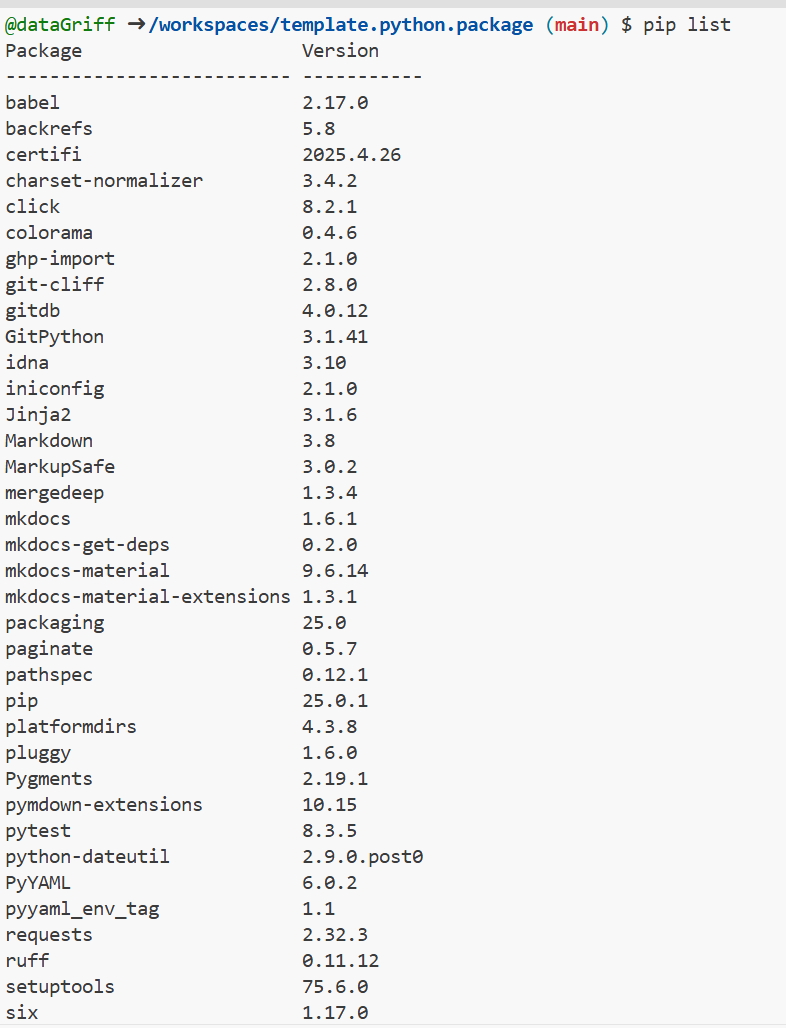 @dataGriff ➜/workspaces/template.python.package (main) $ pip list
Package                    Version
-------------------------- -----------
babel                      2.17.0
backrefs                   5.8
certifi                    2025.4.26
charset-normalizer         3.4.2
click                      8.2.1
colorama                   0.4.6
ghp-import                 2.1.0
git-cliff                  2.8.0
gitdb                      4.0.12
GitPython                  3.1.41
idna                       3.10
iniconfig                  2.1.0
Jinja2                     3.1.6
Markdown                   3.8
MarkupSafe                 3.0.2
mergedeep                  1.3.4
mkdocs                     1.6.1
mkdocs-get-deps            0.2.0
mkdocs-material            9.6.14
mkdocs-material-extensions 1.3.1
packaging                  25.0
paginate                   0.5.7
pathspec                   0.12.1
pip                        25.0.1
platformdirs               4.3.8
pluggy                     1.6.0
Pygments                   2.19.1
pymdown-extensions         10.15
pytest                     8.3.5
python-dateutil            2.9.0.post0
PyYAML                     6.0.2
pyyaml_env_tag             1.1
requests                   2.32.3
ruff                       0.11.12
setuptools                 75.6.0
six                        1.17.0